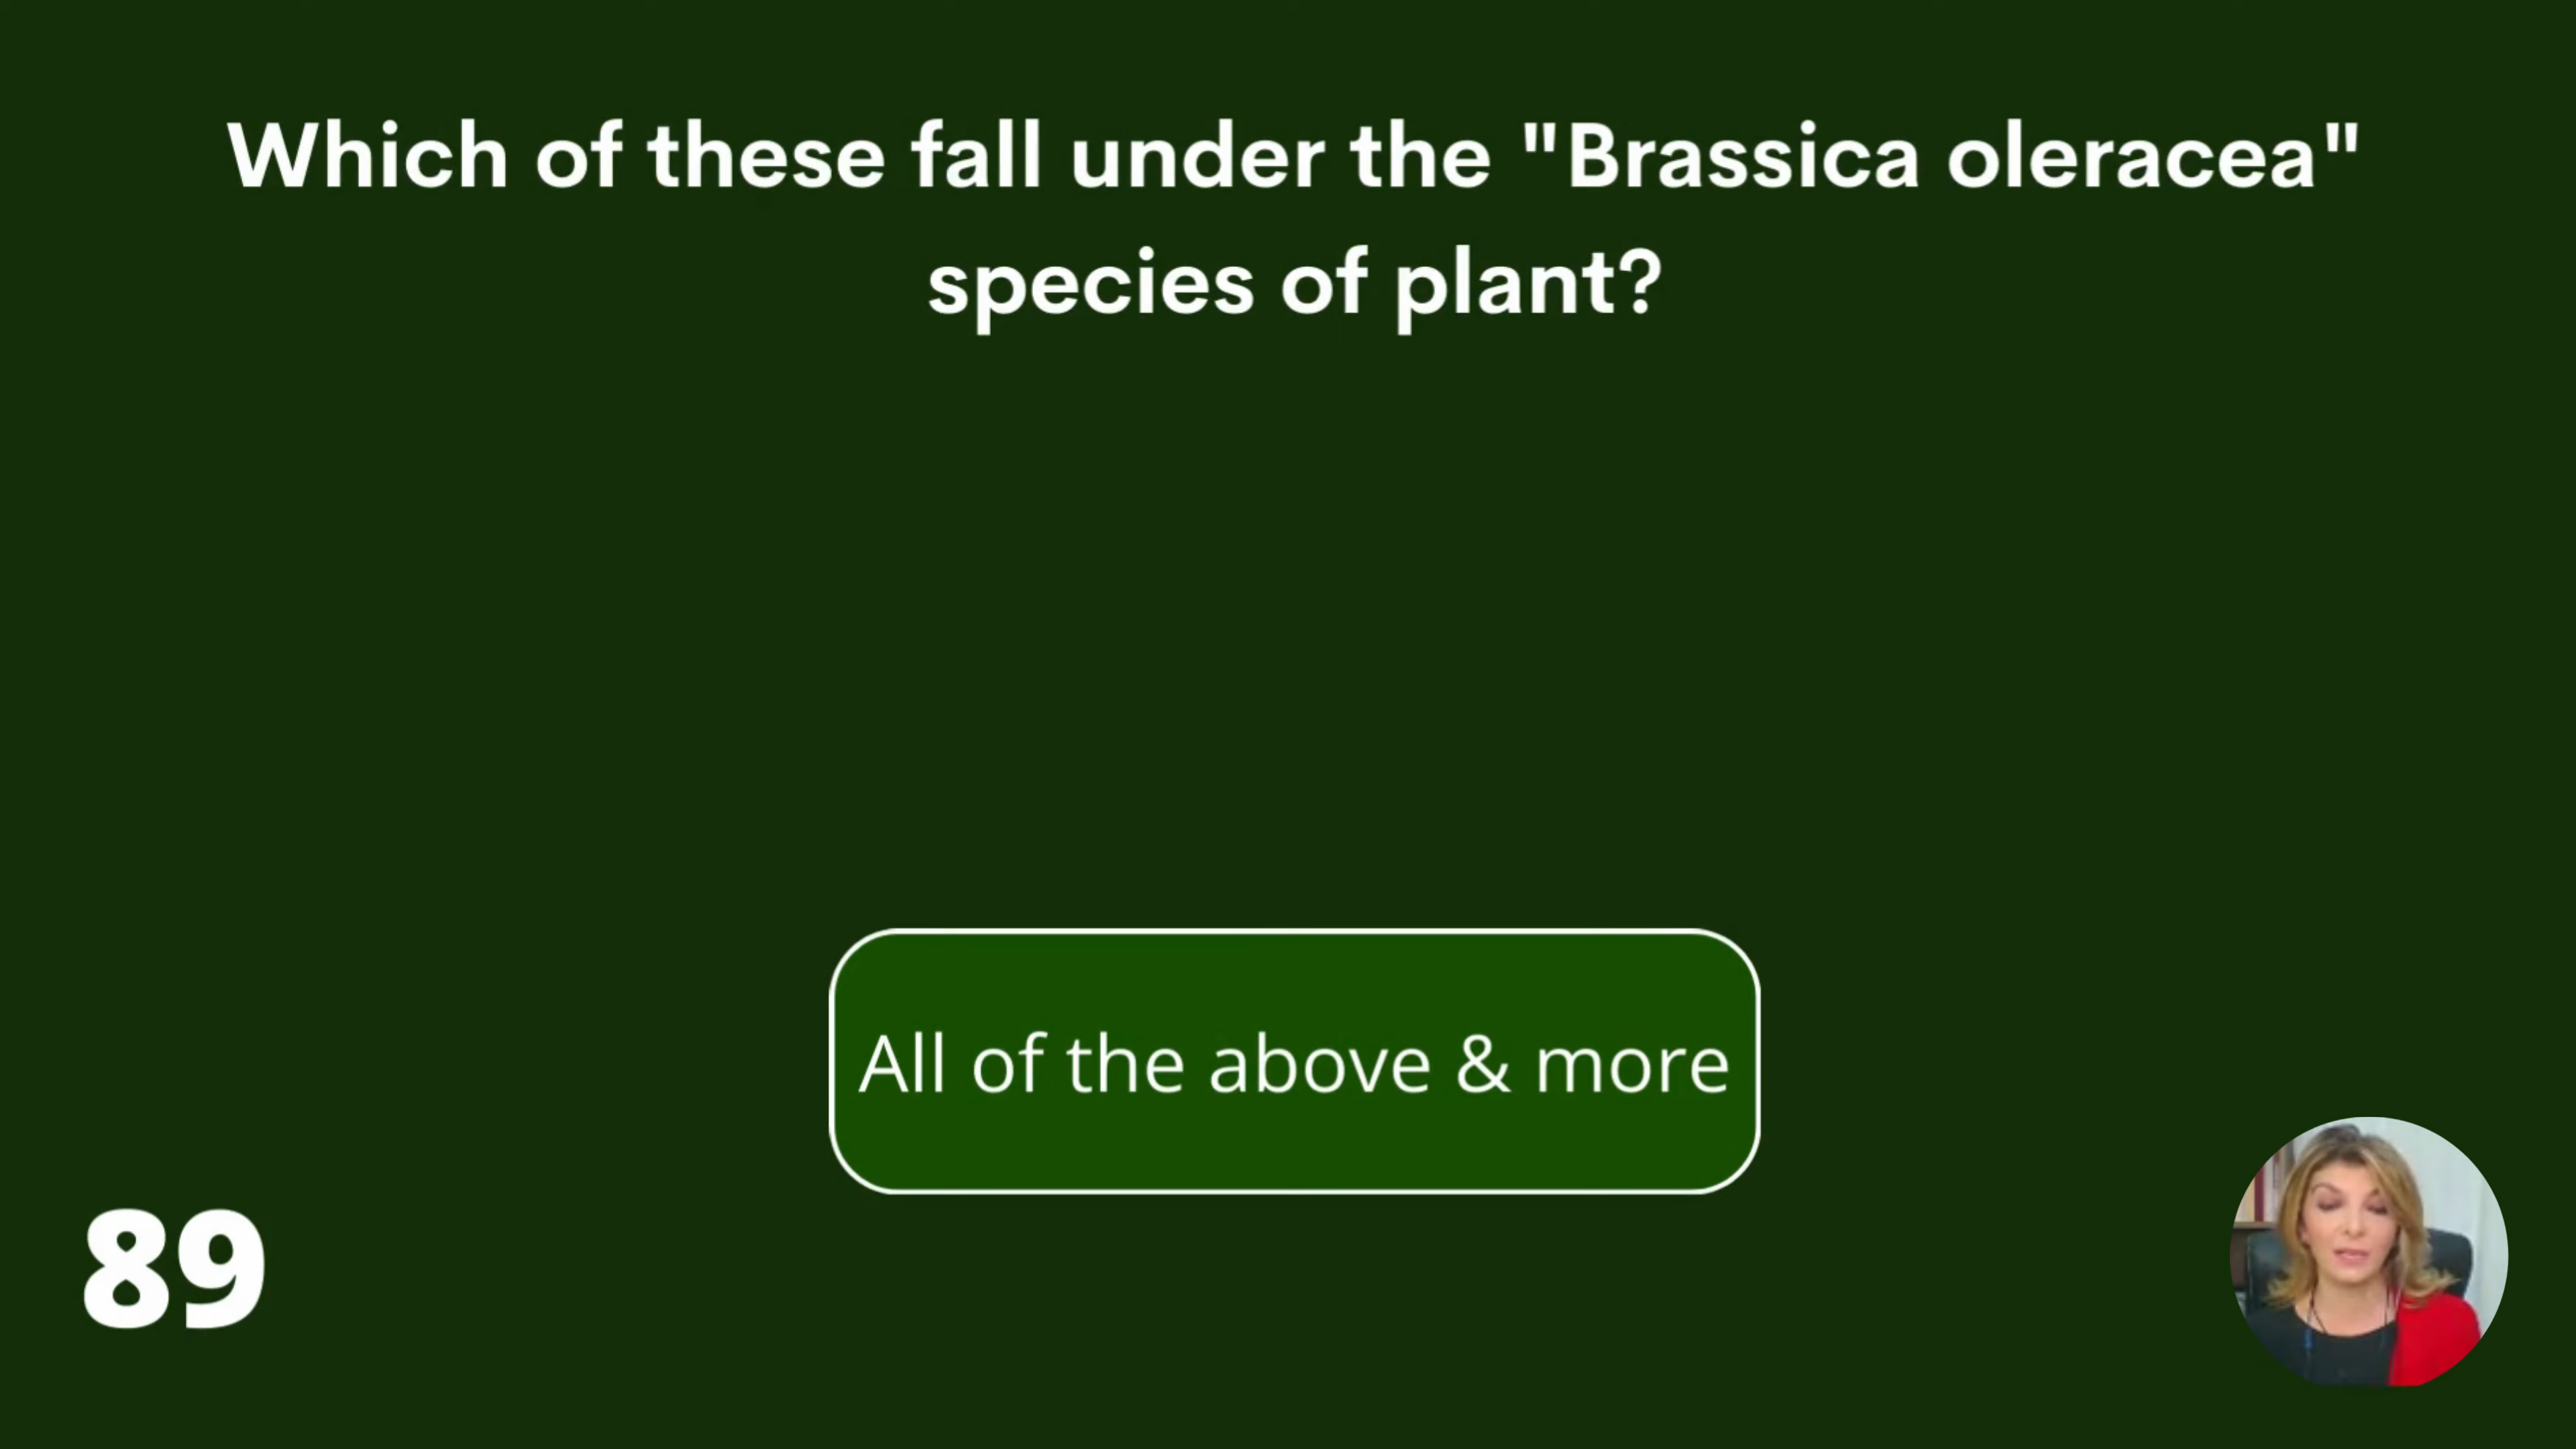 Which of these fall under the "Brassica oleracea"
species of plant?
All of the above & more
89